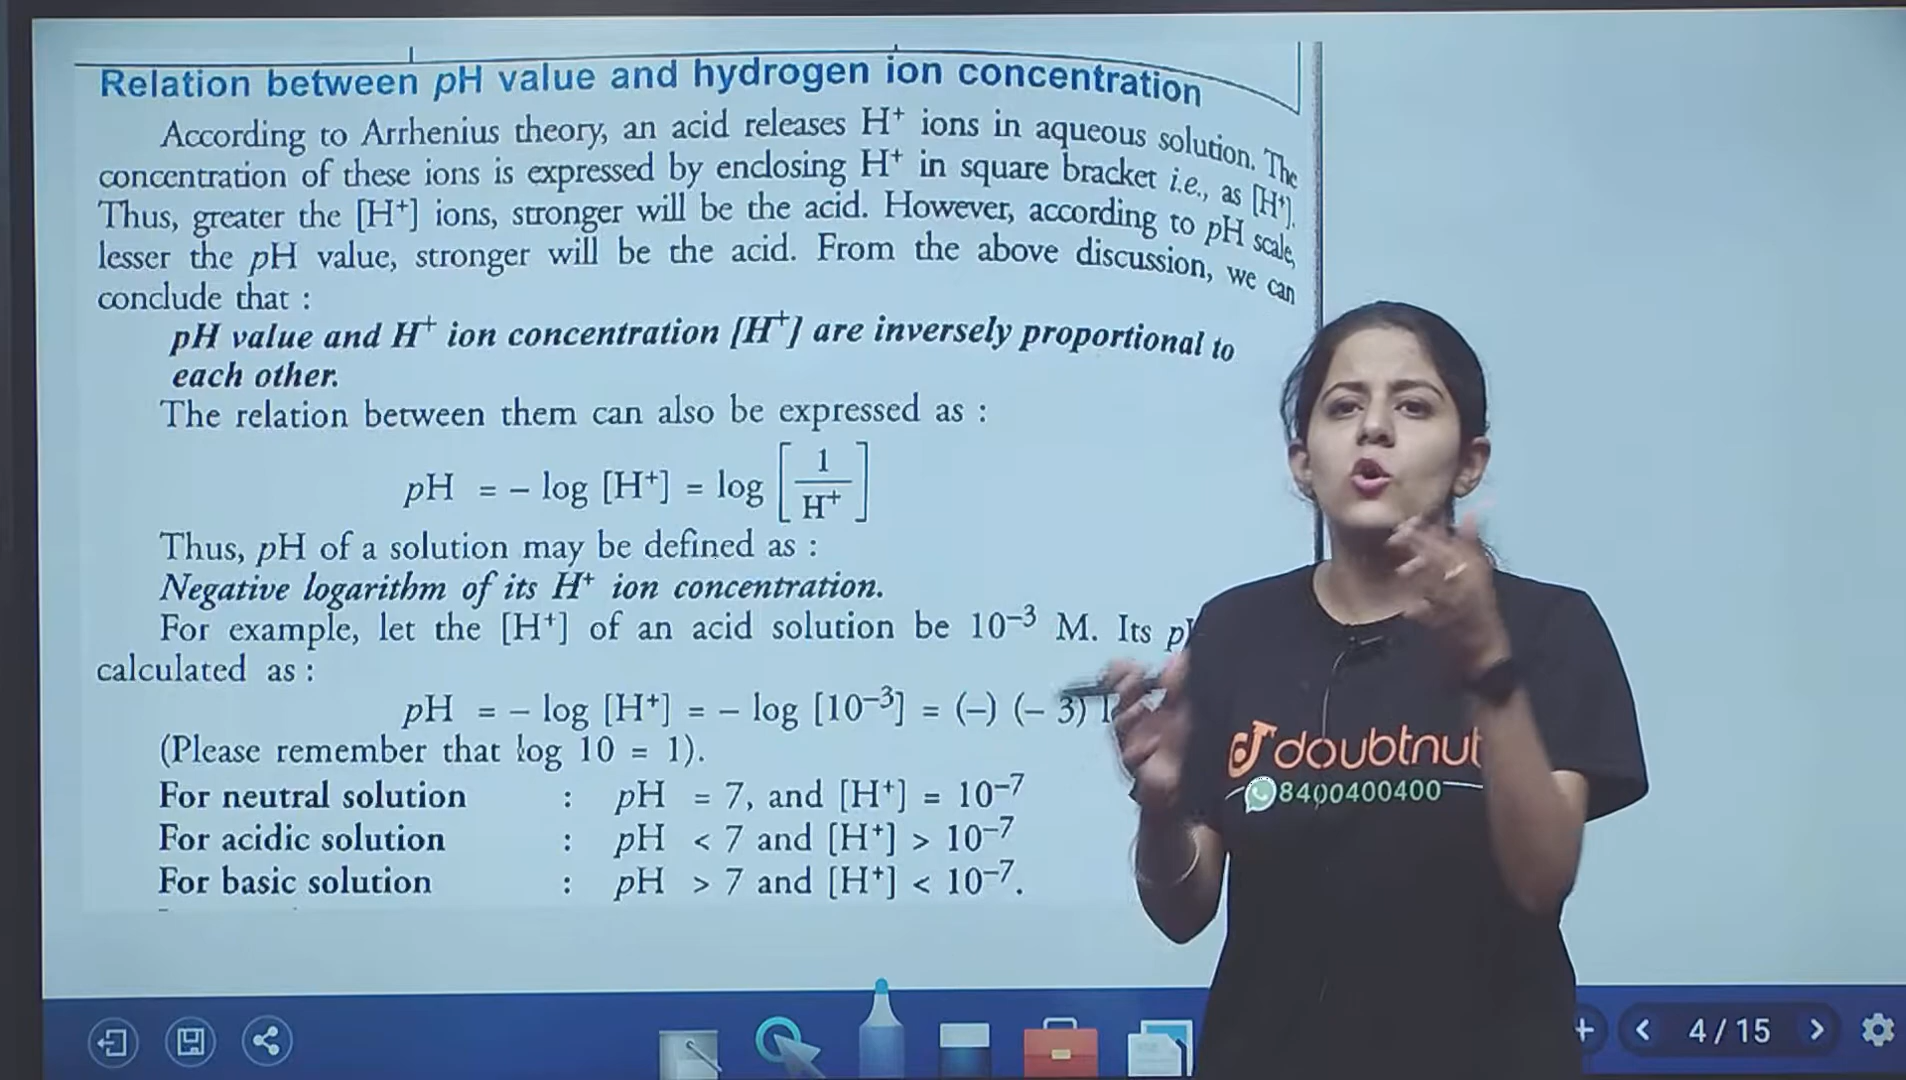 Relation between pH value and hydrogen ion concentration
According to Arrhenius theory, an acid releases H⁺ ions in aqueous solution. The
concentration of these ions is expressed by enclosing H⁺ in square bracket i.e., as [H⁺].
Thus, greater the [H⁺] ions, stronger will be the acid. However, according to pH scale,
lesser the pH value, stronger will be the acid. From the above discussion, we can
conclude that :
pH value and H⁺ ion concentration [H⁺] are inversely proportional to
each other.
The relation between them can also be expressed as :
pH = – log [H⁺] = log [1/H⁺]
Thus, pH of a solution may be defined as :
Negative logarithm of its H⁺ ion concentration.
For example, let the [H⁺] of an acid solution be 10⁻³ M. Its
calculated as :
pH = – log [H⁺] = – log [10⁻³] = (–) (– 3)
(Please remember that log 10 = 1).
For neutral solution : pH = 7, and [H⁺] = 10⁻⁷
For acidic solution : pH < 7 and [H⁺] > 10⁻⁷
For basic solution : pH > 7 and [H⁺] < 10⁻⁷.
doubtnut
8400400400
4 / 15